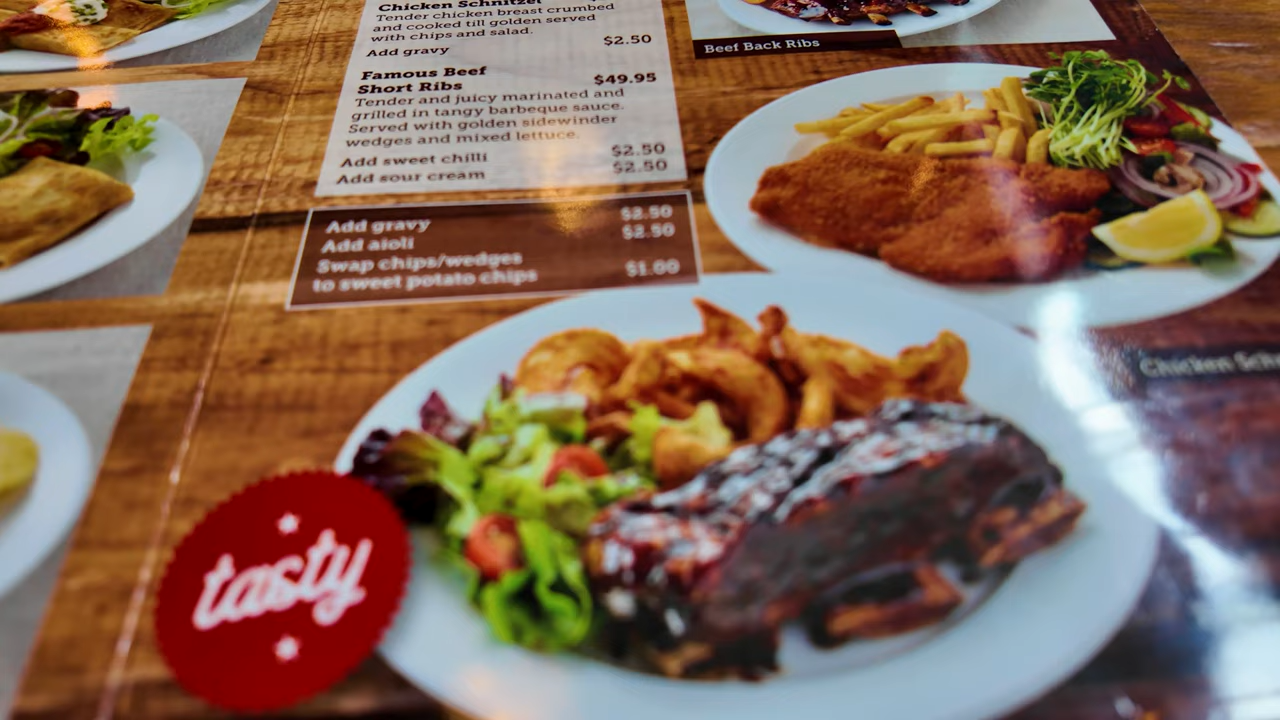 Chicken Schnitzel
Tender chicken breast crumbed
and cooked till golden served
with chips and salad.
Add gravy $2.50
Famous Beef
Short Ribs $49.95
Tender and juicy marinated and
grilled in tangy barbeque sauce.
Served with golden sidewinder
wedges and mixed lettuce.
Add sweet chilli $2.50
Add sour cream $2.50
Add gravy $2.50
Add aioli $2.50
Swap chips/wedges
to sweet potato chips $1.00
Beef Back Ribs
Chicken
tasty